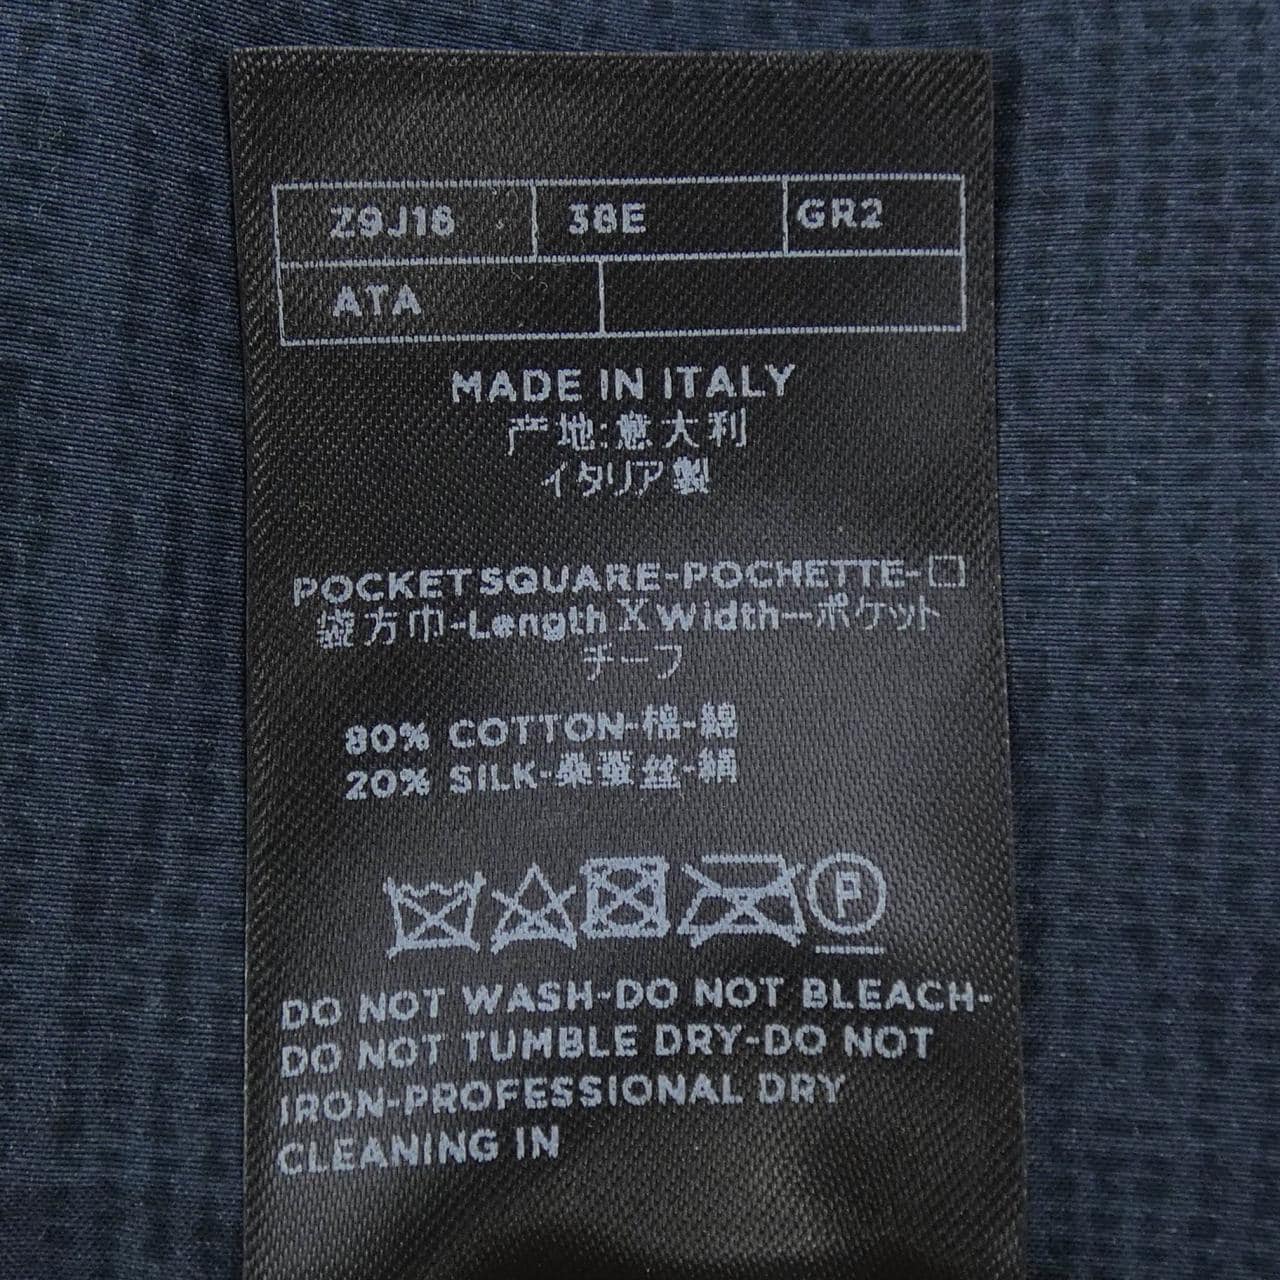 Z9J16 38E GR2
ATA
MADE IN ITALY
产地:意大利
イタリア製
POCKET SQUARE-POCHETTE-□
袋方巾-Length X Width-ポケット
チーフ
80% COTTON-棉-綿
20% SILK-桑蚕丝-絹
P
DO NOT WASH-DO NOT BLEACH-
DO NOT TUMBLE DRY-DO NOT
IRON-PROFESSIONAL DRY
CLEANING IN